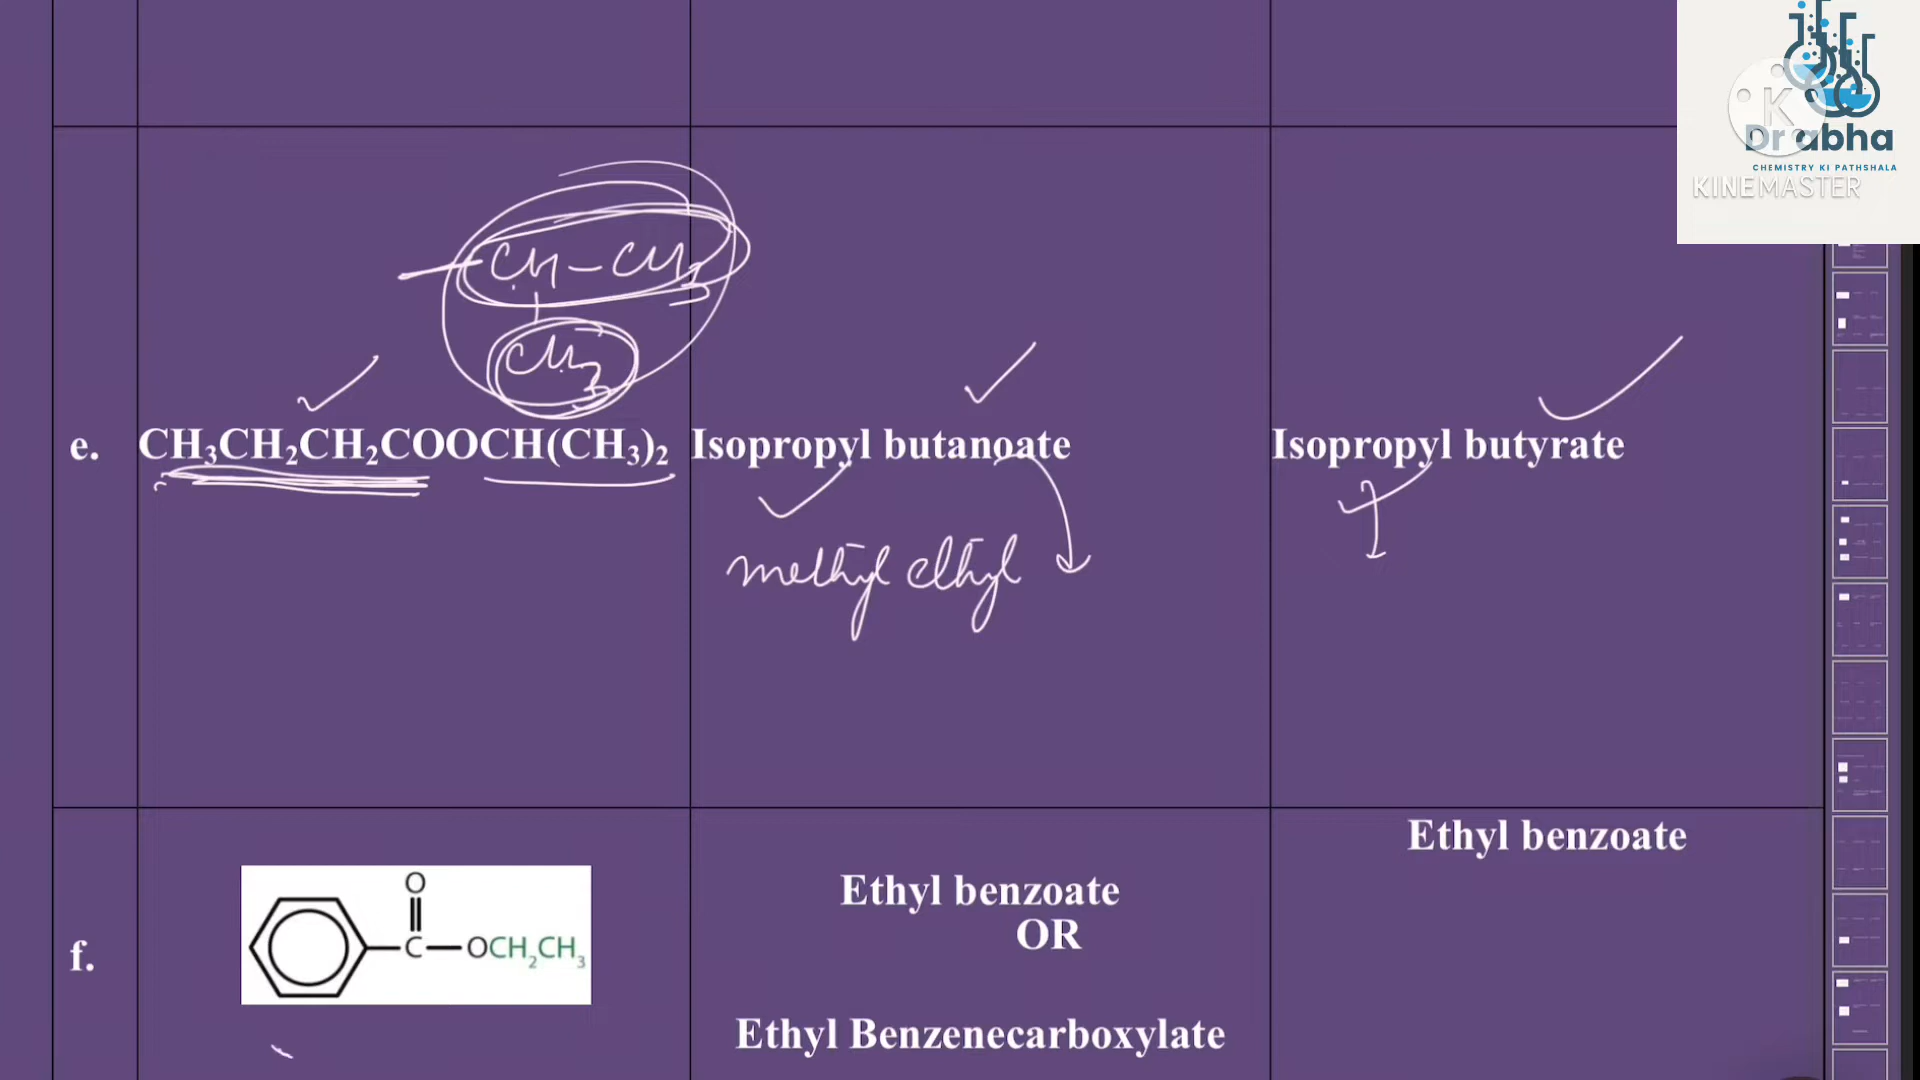 Dr abha
CHEMISTRY KI PATHSHALA
K
KINEMASTER
CH-CH3
CH3
e. CH₃CH₂CH₂COOCH(CH₃)₂ Isopropyl butanoate Isopropyl butyrate
methyl ethyl
Ethyl benzoate
f.
O
C OCH₂CH₃
Ethyl benzoate
OR
Ethyl Benzenecarboxylate